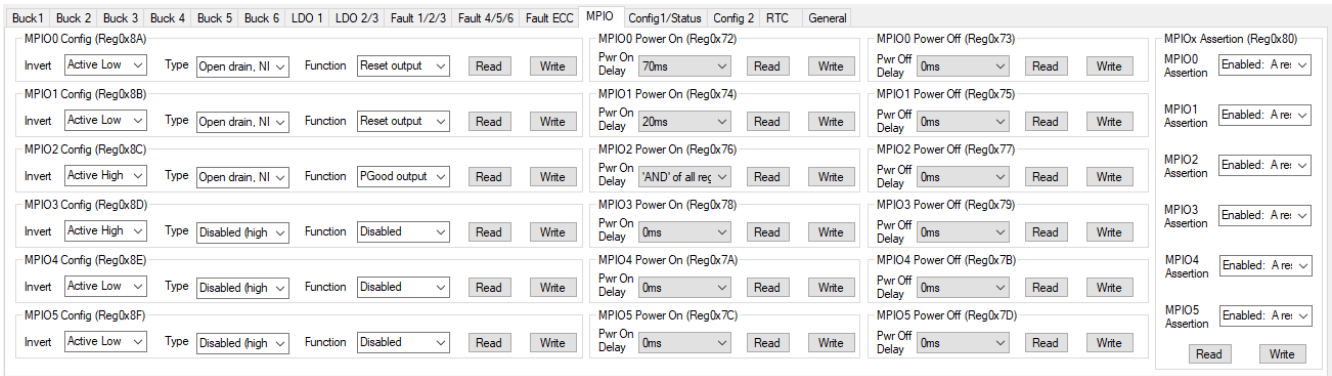 Buck1 Buck 2 Buck 3 Buck 4 Buck 5 Buck 6 LDO 1 LDO 2/3 Fault 1/2/3 Fault 4/5/6 Fault ECC MPIO Config1/Status Config 2 RTC General
MPIO0 Config (Reg0x8A)
Invert Active Low Type Open drain, NI Function Reset output Read Write
MPIO1 Config (Reg0x8B)
Invert Active Low Type Open drain, NI Function Reset output Read Write
MPIO2 Config (Reg0x8C)
Invert Active High Type Open drain, NI Function PGood output Read Write
MPIO3 Config (Reg0x8D)
Invert Active High Type Disabled (high Function Disabled Read Write
MPIO4 Config (Reg0x8E)
Invert Active Low Type Disabled (high Function Disabled Read Write
MPIO5 Config (Reg0x8F)
Invert Active Low Type Disabled (high Function Disabled Read Write
MPIO0 Power On (Reg0x72)
Pwr On
Delay 70ms Read Write
MPIO1 Power On (Reg0x74)
Pwr On
Delay 20ms Read Write
MPIO2 Power On (Reg0x76)
Pwr On
Delay 'AND' of all reg Read Write
MPIO3 Power On (Reg0x78)
Pwr On
Delay 0ms Read Write
MPIO4 Power On (Reg0x7A)
Pwr On
Delay 0ms Read Write
MPIO5 Power On (Reg0x7C)
Pwr On
Delay 0ms Read Write
MPIO0 Power Off (Reg0x73)
Pwr Off
Delay 0ms Read Write
MPIO1 Power Off (Reg0x75)
Pwr Off
Delay 0ms Read Write
MPIO2 Power Off (Reg0x77)
Pwr Off
Delay 0ms Read Write
MPIO3 Power Off (Reg0x79)
Pwr Off
Delay 0ms Read Write
MPIO4 Power Off (Reg0x7B)
Pwr Off
Delay 0ms Read Write
MPIO5 Power Off (Reg0x7D)
Pwr Off
Delay 0ms Read Write
MPIOx Assertion (Reg0x80)
MPIO0
Assertion Enabled: A res
MPIO1
Assertion Enabled: A res
MPIO2
Assertion Enabled: A res
MPIO3
Assertion Enabled: A res
MPIO4
Assertion Enabled: A res
MPIO5
Assertion Enabled: A res
Read Write